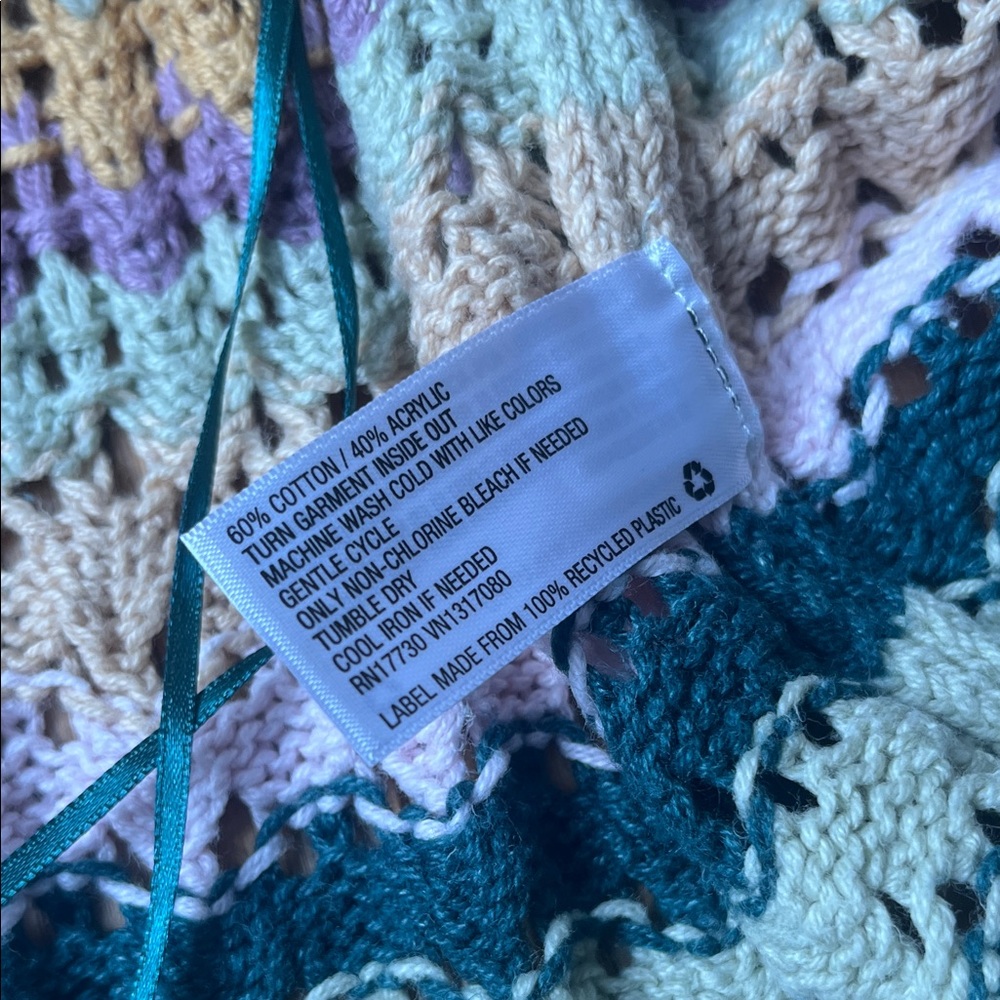 60% COTTON / 40% ACRYLIC
TURN GARMENT INSIDE OUT
MACHINE WASH COLD WITH LIKE COLORS
GENTLE CYCLE
ONLY NON-CHLORINE BLEACH IF NEEDED
TUMBLE DRY
COOL IRON IF NEEDED
RN17730 VN1317080
LABEL MADE FROM 100% RECYCLED PLASTIC